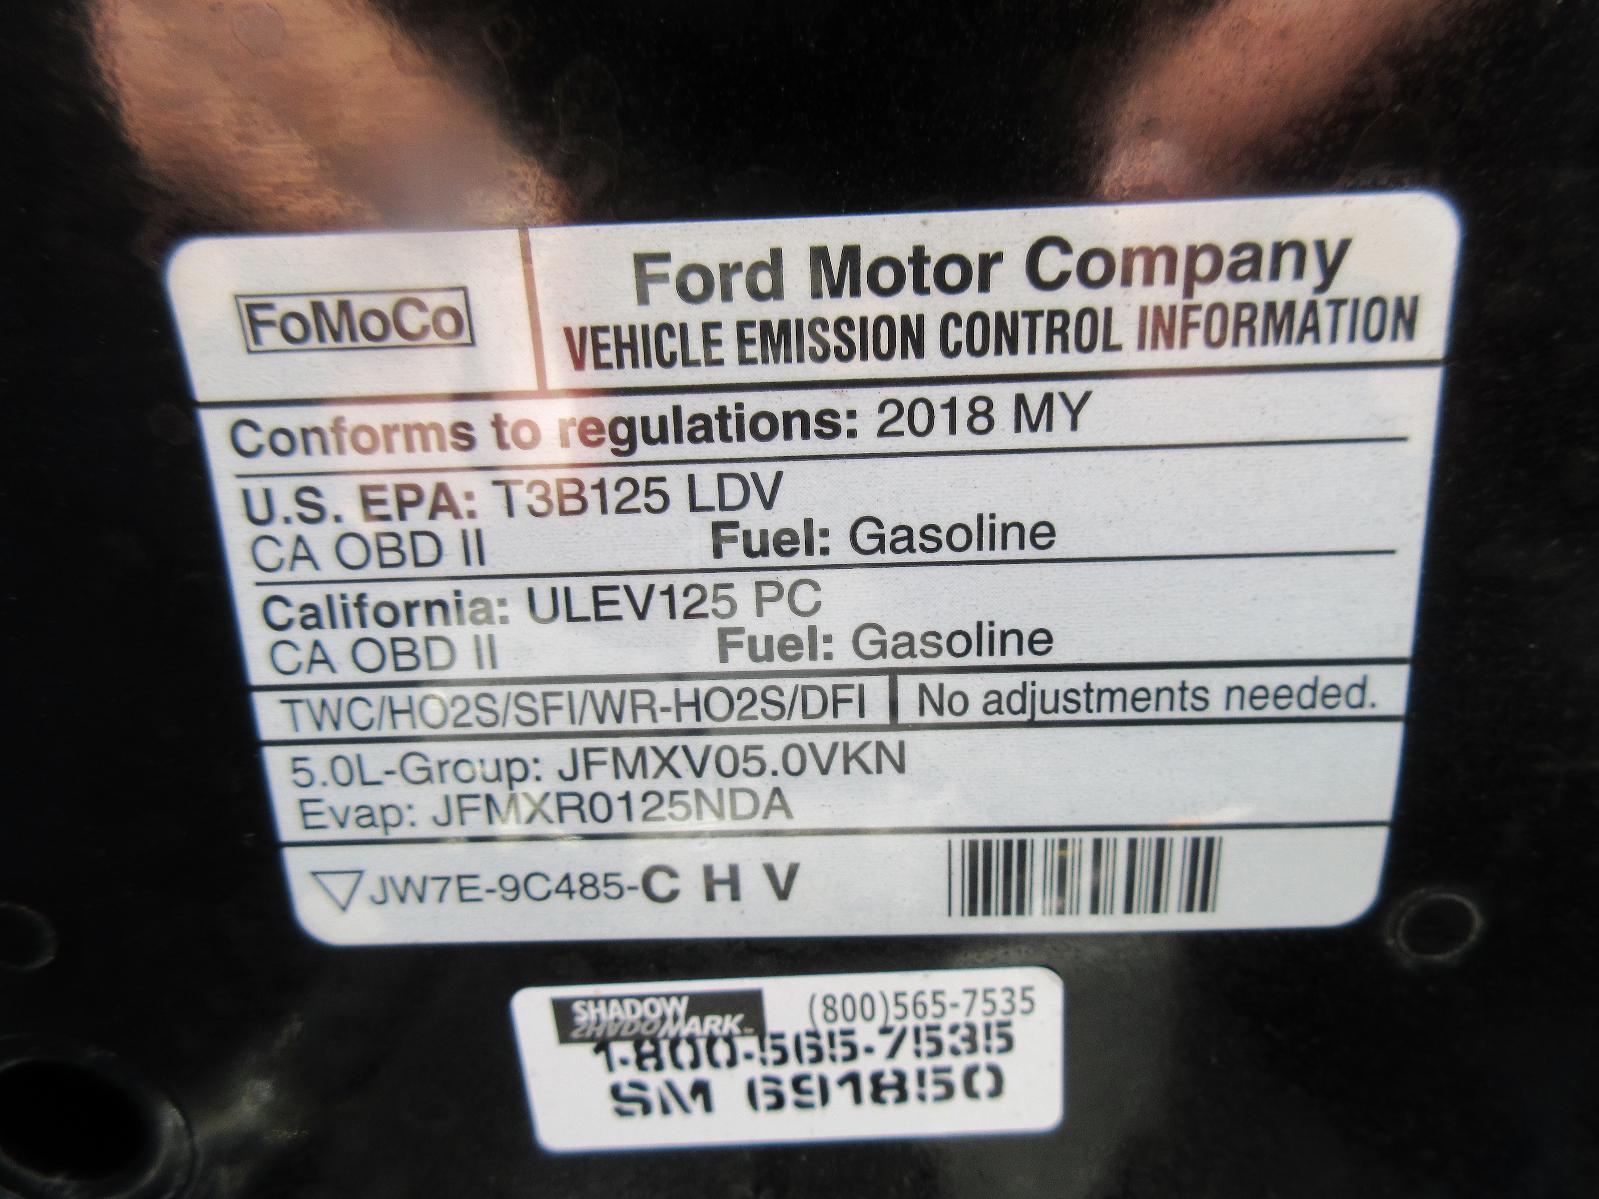 FoMoCo
Ford Motor Company
VEHICLE EMISSION CONTROL INFORMATION
Conforms to regulations: 2018 MY
U.S. EPA: T3B125 LDV
CA OBD II Fuel: Gasoline
California: ULEV125 PC
CA OBD II Fuel: Gasoline
TWC/HO2S/SFI/WR-HO2S/DFI No adjustments needed.
5.0L-Group: JFMXV05.0VKN
Evap: JFMXR0125NDA
JW7E-9C485-C H V
SHADOW (800)565-7535
SHADOWMARK
1-800-565-7535
SM 691850